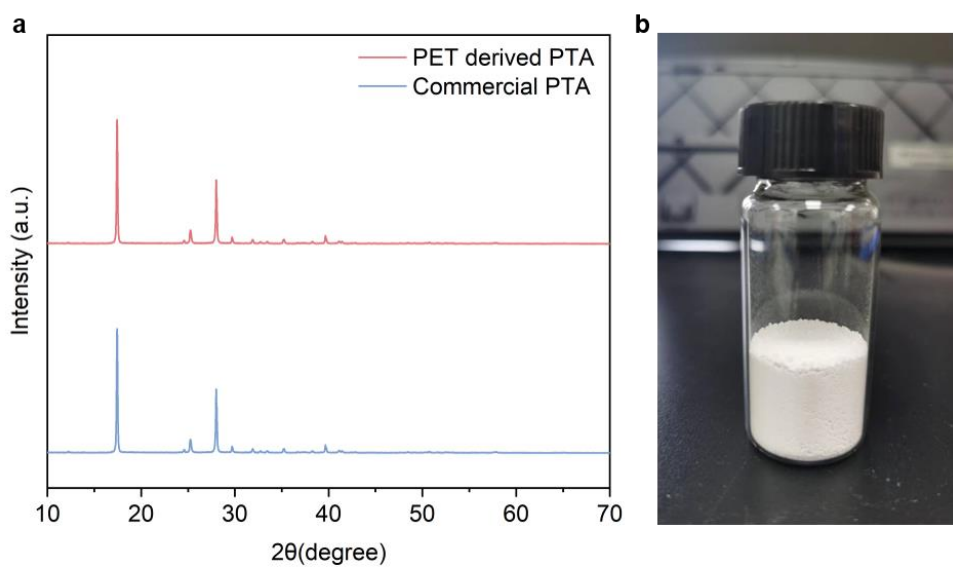 a
PET derived PTA
Commercial PTA
Intensity (a.u.)
10 20 30 40 50 60 70
2θ(degree)
b